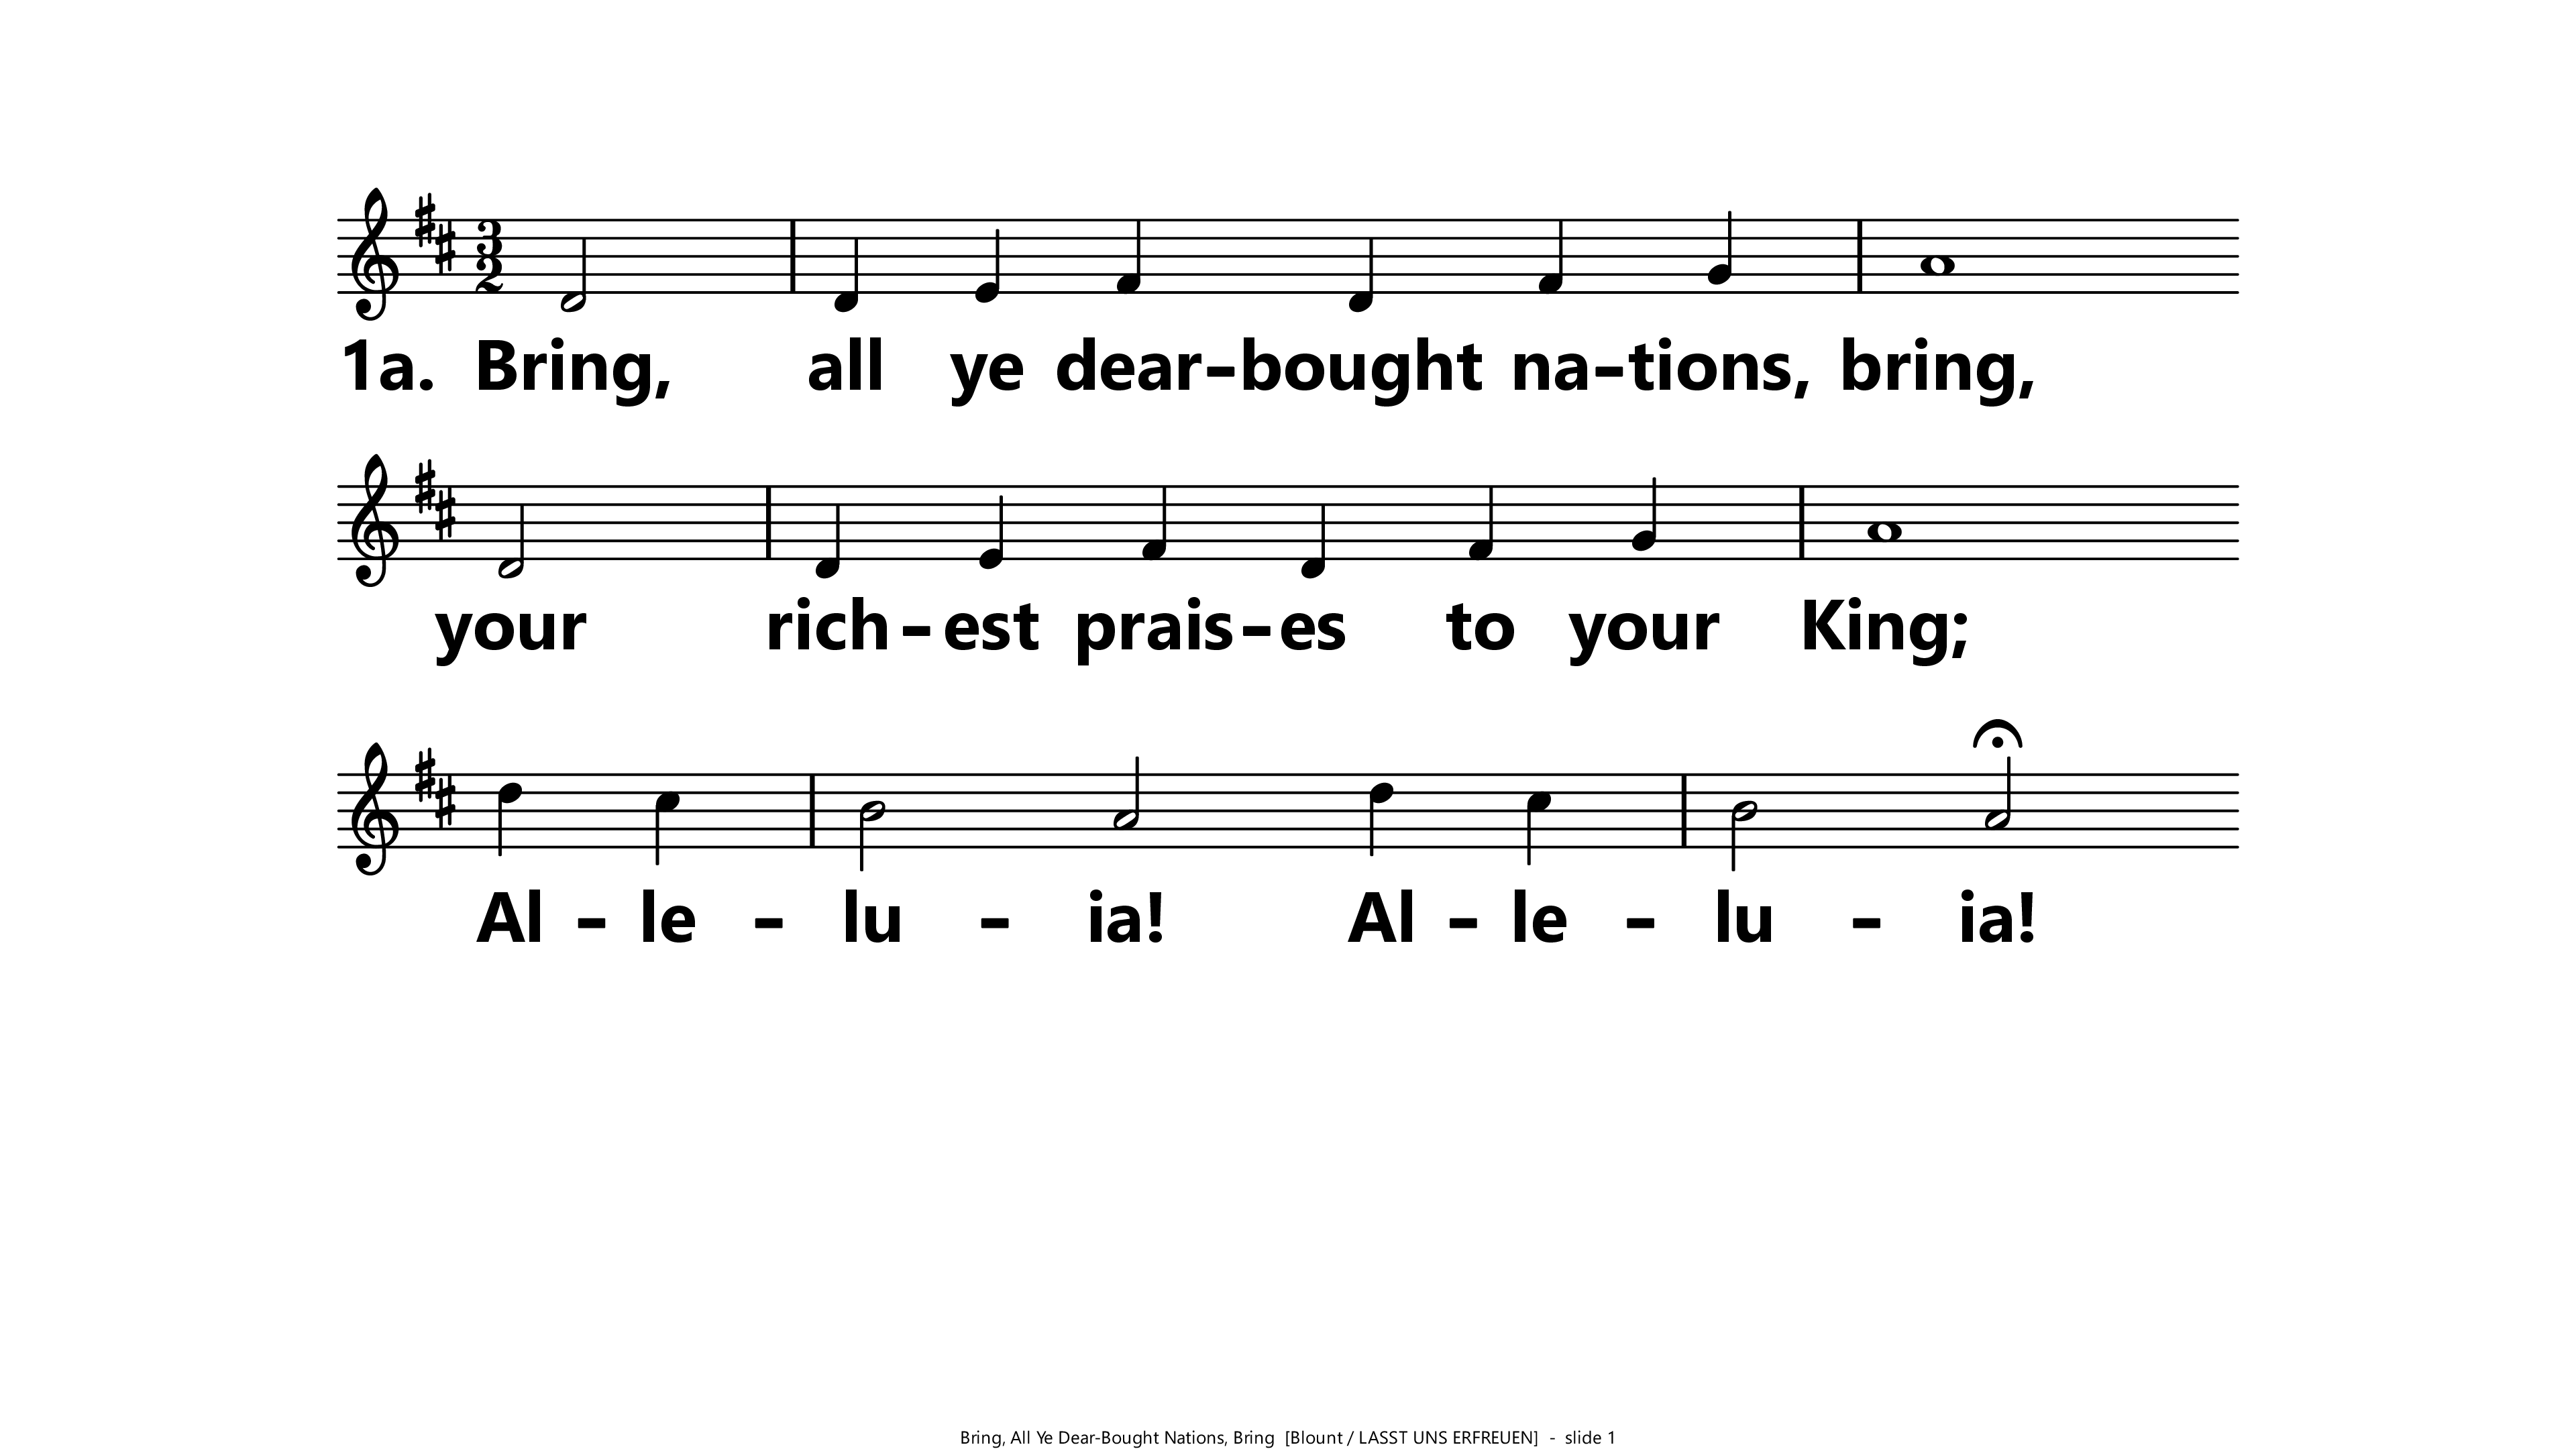 3
2
1a. Bring, all ye dear-bought na-tions, bring,
your rich-est prais-es to your King;
Al-le-lu-ia! Al-le-lu-ia!
Bring, All Ye Dear-Bought Nations, Bring [Blount / LASST UNS ERFREUEN] - slide 1